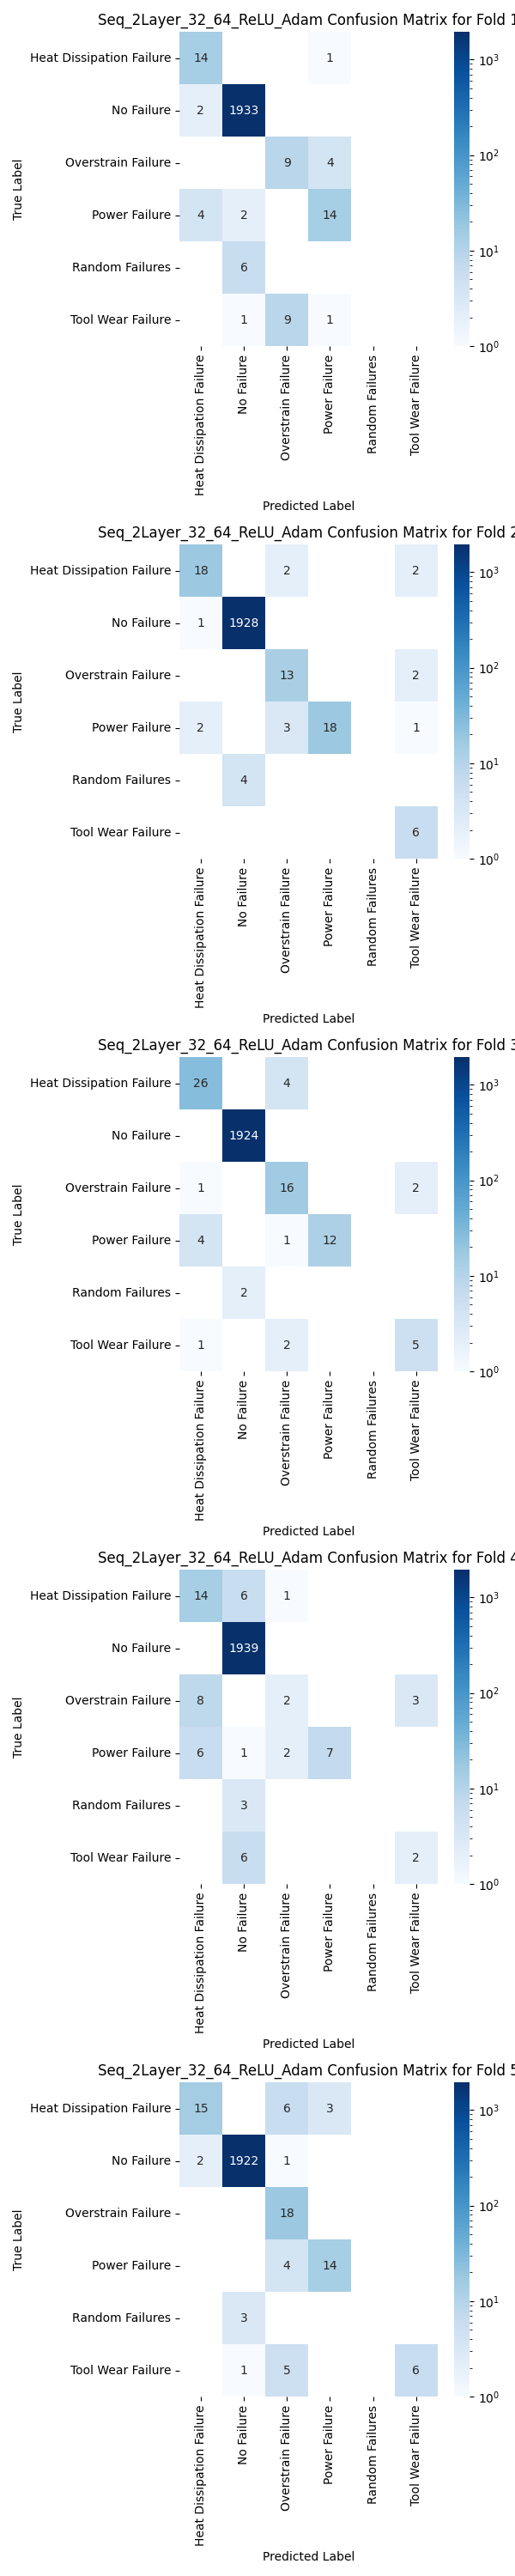 Seq_2Layer_32_64_ReLU_Adam Confusion Matrix for Fold 1
True Label
Heat Dissipation Failure 14 1
No Failure 2 1933
Overstrain Failure 9 4
Power Failure 4 2 14
Random Failures 6
Tool Wear Failure 1 9 1
10³
10²
10¹
10⁰
Heat Dissipation Failure
No Failure
Overstrain Failure
Power Failure
Random Failures
Tool Wear Failure
Predicted Label
Seq_2Layer_32_64_ReLU_Adam Confusion Matrix for Fold 2
True Label
Heat Dissipation Failure 18 2 2
No Failure 1 1928
Overstrain Failure 13 2
Power Failure 2 3 18 1
Random Failures 4
Tool Wear Failure 6
10³
10²
10¹
10⁰
Heat Dissipation Failure
No Failure
Overstrain Failure
Power Failure
Random Failures
Tool Wear Failure
Predicted Label
Seq_2Layer_32_64_ReLU_Adam Confusion Matrix for Fold 3
True Label
Heat Dissipation Failure 26 4
No Failure 1924
Overstrain Failure 1 16 2
Power Failure 4 1 12
Random Failures 2
Tool Wear Failure 1 2 5
10³
10²
10¹
10⁰
Heat Dissipation Failure
No Failure
Overstrain Failure
Power Failure
Random Failures
Tool Wear Failure
Predicted Label
Seq_2Layer_32_64_ReLU_Adam Confusion Matrix for Fold 4
True Label
Heat Dissipation Failure 14 6 1
No Failure 1939
Overstrain Failure 8 2 3
Power Failure 6 1 2 7
Random Failures 3
Tool Wear Failure 6 2
10³
10²
10¹
10⁰
Heat Dissipation Failure
No Failure
Overstrain Failure
Power Failure
Random Failures
Tool Wear Failure
Predicted Label
Seq_2Layer_32_64_ReLU_Adam Confusion Matrix for Fold 5
True Label
Heat Dissipation Failure 15 6 3
No Failure 2 1922 1
Overstrain Failure 18
Power Failure 4 14
Random Failures 3
Tool Wear Failure 1 5 6
10³
10²
10¹
10⁰
Heat Dissipation Failure
No Failure
Overstrain Failure
Power Failure
Random Failures
Tool Wear Failure
Predicted Label